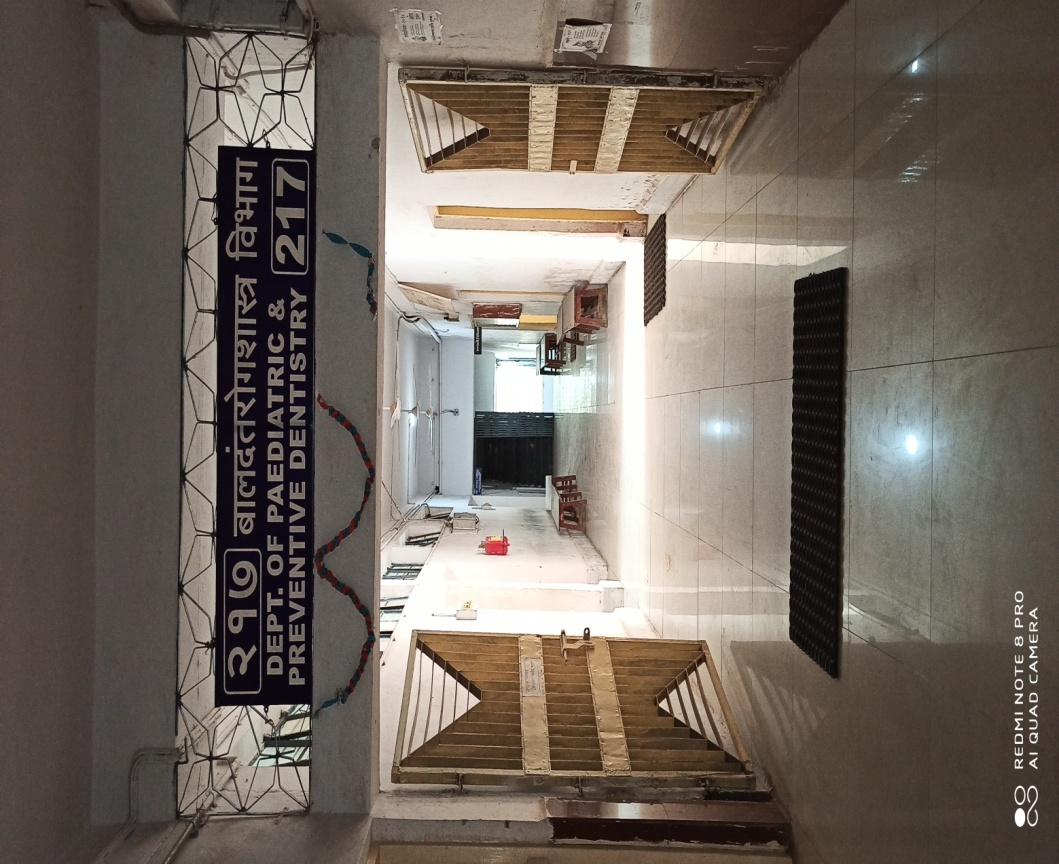 २१७ बालदंतरोगशास्त्र विभाग
DEPT. OF PAEDIATRIC &
PREVENTIVE DENTISTRY 217
REDMI NOTE 8 PRO
AI QUAD CAMERA